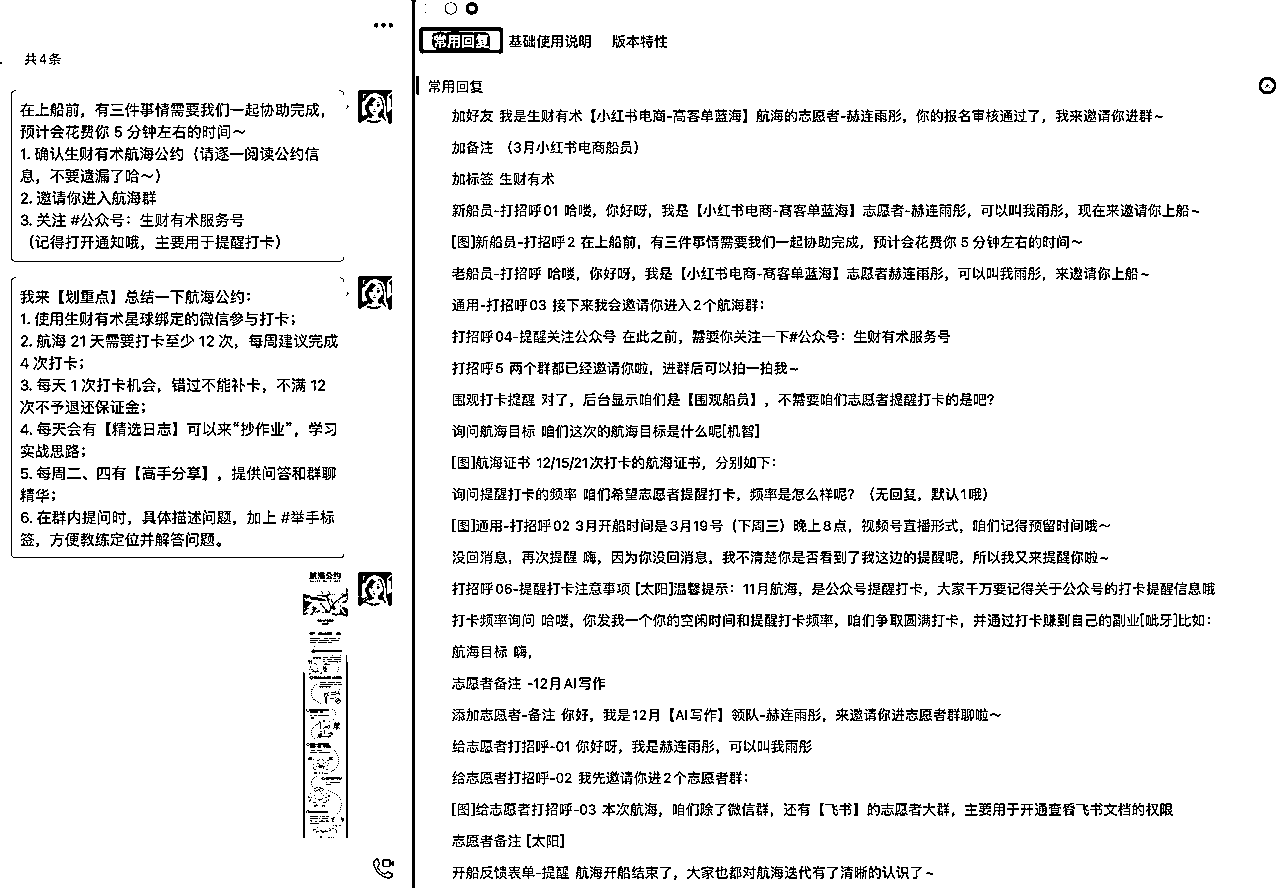 共4条
在上船前，有三件事情需要我们一起协助完成，
预计会花费你 5 分钟左右的时间～
1. 确认生财有术航海公约（请逐一阅读公约信
息，不要遗漏了哈～）
2. 邀请你进入航海群
3. 关注 #公众号：生财有术服务号
（记得打开通知哦，主要用于提醒打卡）
我来【划重点】总结一下航海公约：
1. 使用生财有术星球绑定的微信参与打卡；
2. 航海 21 天需要打卡至少 12 次，每周建议完成
4 次打卡；
3. 每天 1 次打卡机会，错过不能补卡，不满 12
次不予退还保证金；
4. 每天会有【精选日志】可以来“抄作业”，学习
实战思路；
5. 每周二、四有【高手分享】，提供问答和群聊
精华；
6. 在群内提问时，具体描述问题，加上 #举手标
签，方便教练定位并解答问题。
航海公约
常用回复 基础使用说明 版本特性
常用回复
加好友 我是生财有术【小红书电商-高客单蓝海】航海的志愿者-赫连雨彤，你的报名审核通过了，我来邀请你进群～
加备注 （3月小红书电商船员）
加标签 生财有术
新船员-打招呼01 哈喽，你好呀，我是【小红书电商-高客单蓝海】志愿者-赫连雨彤，可以叫我雨彤，现在来邀请你上船～
[图]新船员-打招呼2 在上船前，有三件事情需要我们一起协助完成，预计会花费你 5 分钟左右的时间～
老船员-打招呼 哈喽，你好呀，我是【小红书电商-高客单蓝海】志愿者赫连雨彤，可以叫我雨彤，来邀请你上船～
通用-打招呼03 接下来我会邀请你进入2个航海群：
打招呼04-提醒关注公众号 在此之前，需要你关注一下#公众号：生财有术服务号
打招呼5 两个群都已经邀请你啦，进群后可以拍一拍我～
围观打卡提醒 对了，后台显示咱们是【围观船员】，不需要咱们志愿者提醒打卡的是吧？
询问航海目标 咱们这次的航海目标是什么呢[机智]
[图]航海证书 12/15/21次打卡的航海证书，分别如下：
询问提醒打卡的频率 咱们希望志愿者提醒打卡，频率是怎么样呢？（无回复，默认1哦）
[图]通用-打招呼02 3月开船时间是3月19号（下周三）晚上8点，视频号直播形式，咱们记得预留时间哦～
没回消息，再次提醒 嗨，因为你没回消息，我不清楚你是否看到了我这边的提醒呢，所以我又来提醒你啦～
打招呼06-提醒打卡注意事项 [太阳]温馨提示：11月航海，是公众号提醒打卡，大家千万要记得关于公众号的打卡提醒信息哦
打卡频率询问 哈喽，你发我一个你的空闲时间和提醒打卡频率，咱们争取圆满打卡，并通过打卡赚到自己的副业[呲牙]比如：
航海目标 嗨，
志愿者备注 -12月AI写作
添加志愿者-备注 你好，我是12月【AI写作】领队-赫连雨彤，来邀请你进志愿者群聊啦～
给志愿者打招呼-01 你好呀，我是赫连雨彤，可以叫我雨彤
给志愿者打招呼-02 我先邀请你进2个志愿者群：
[图]给志愿者打招呼-03 本次航海，咱们除了微信群，还有【飞书】的志愿者大群，主要用于开通查看飞书文档的权限
志愿者备注 [太阳]
开船反馈表单-提醒 航海开船结束了，大家也都对航海迭代有了清晰的认识了～